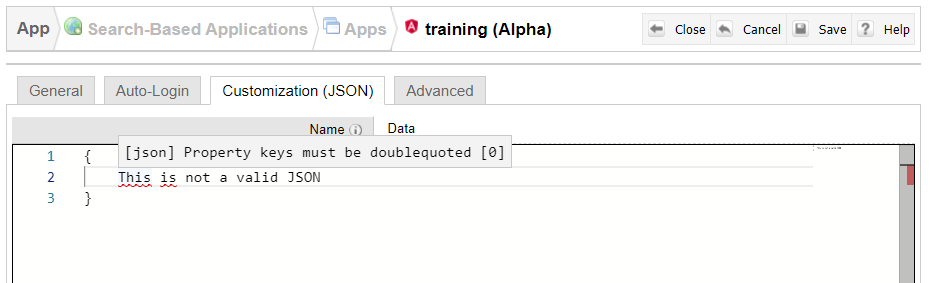 App Search-Based Applications Apps training (Alpha) Close Cancel Save Help
General Auto-Login Customization (JSON) Advanced
Name Data
[json] Property keys must be doublequoted [0]
1 {
2 This is not a valid JSON
3 }